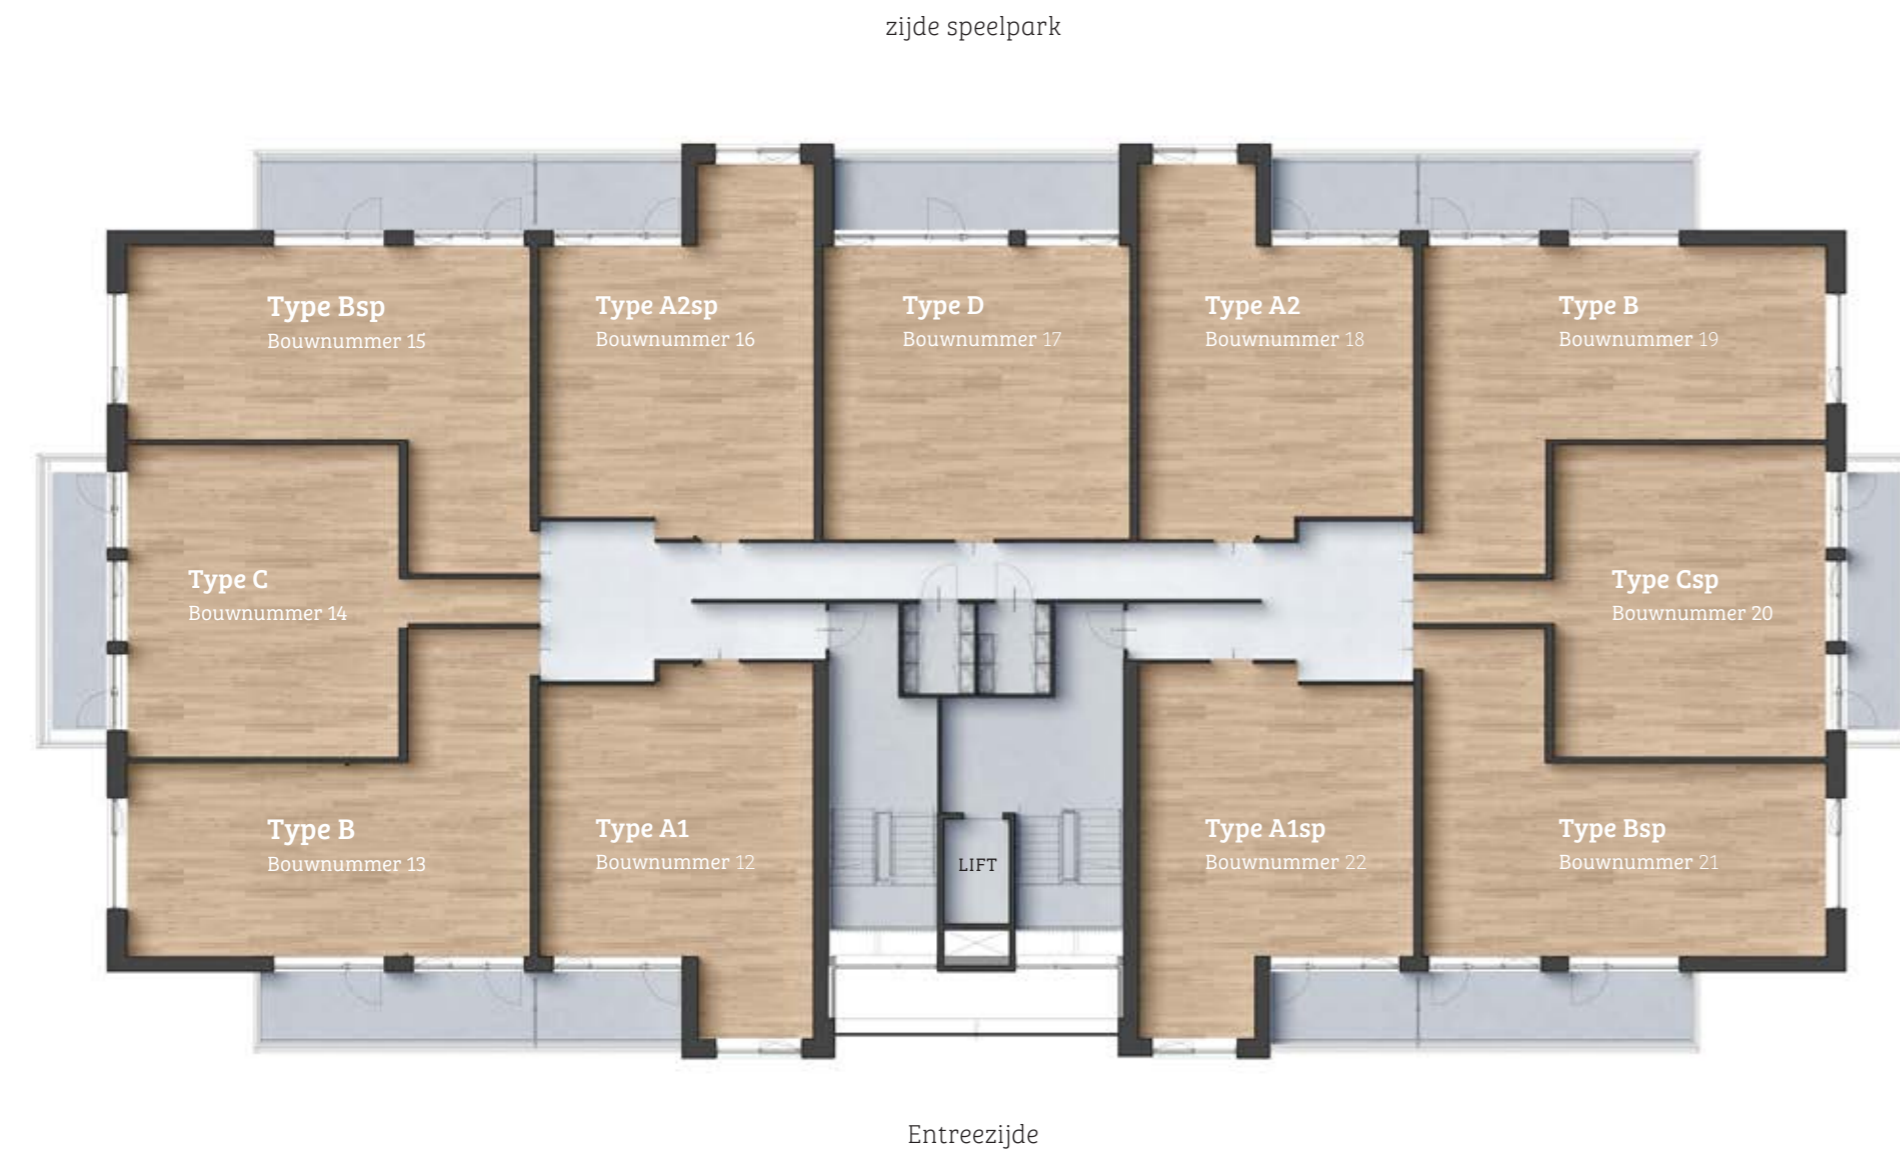 zijde speelpark
Type Bsp
Bouwnummer 15
Type A2sp
Bouwnummer 16
Type D
Bouwnummer 17
Type A2
Bouwnummer 18
Type B
Bouwnummer 19
Type C
Bouwnummer 14
Type Csp
Bouwnummer 20
Type B
Bouwnummer 13
Type A1
Bouwnummer 12
LIFT
Type A1sp
Bouwnummer 22
Type Bsp
Bouwnummer 21
Entreezijde